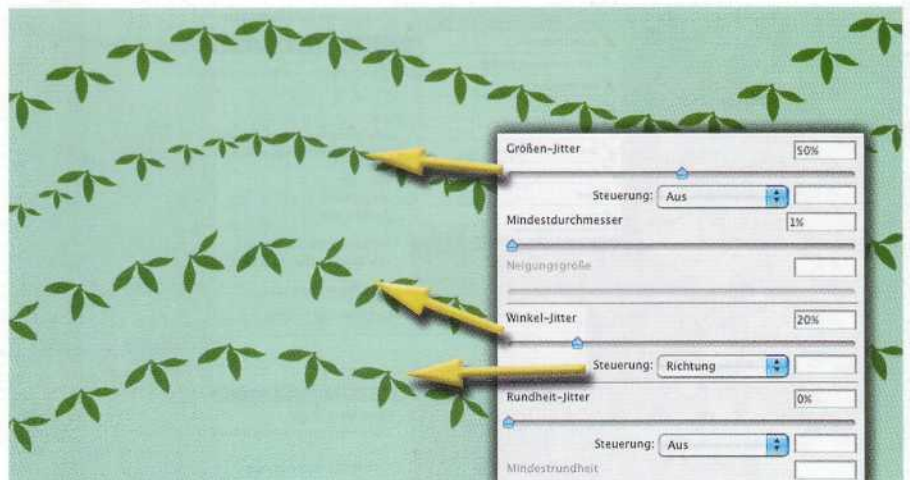 Größen-Jitter 50%
Steuerung: Aus
Mindestdurchmesser 1%
Neigungsgröße
Winkel-Jitter 20%
Steuerung: Richtung
Rundheit-Jitter 0%
Steuerung: Aus
Mindestrundheit